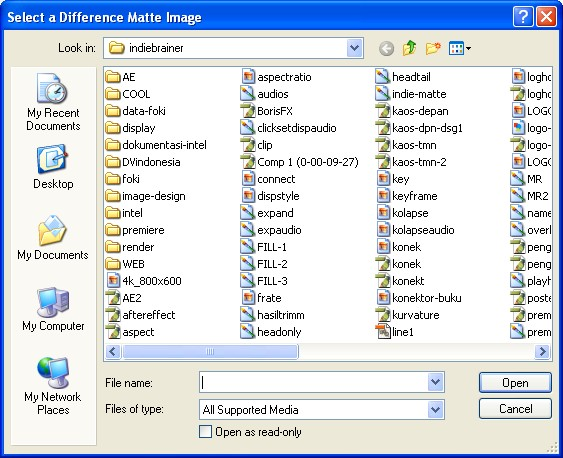 Select a Difference Matte Image
Look in: indiebrainer
My Recent
Documents
Desktop
My Documents
My Computer
My Network
Places
AE
COOL
data-foki
display
dokumentasi-intel
DVindonesia
foki
image-design
intel
premiere
render
WEB
4k_800x600
AE2
aftereffect
aspect
aspectratio
audios
BorisFX
clicksetdispaudio
clip
Comp 1 (0-00-09-27)
connect
dispstyle
expand
expaudio
FILL-1
FILL-2
FILL-3
frate
hasiltrimm
headonly
headtail
indie-matte
kaos-depan
kaos-dpn-dsg1
kaos-tmn
kaos-tmn-2
key
keyframe
kolapse
kolapseaudio
konek
konek
konekt
konektor-buku
kurvature
line1
logho
logho
LOGO
logo-
LOGO
MR
MR2
name
overl
peng
peng
playh
poste
prem
prem
File name:
Open
Files of type: All Supported Media
Cancel
Open as read-only